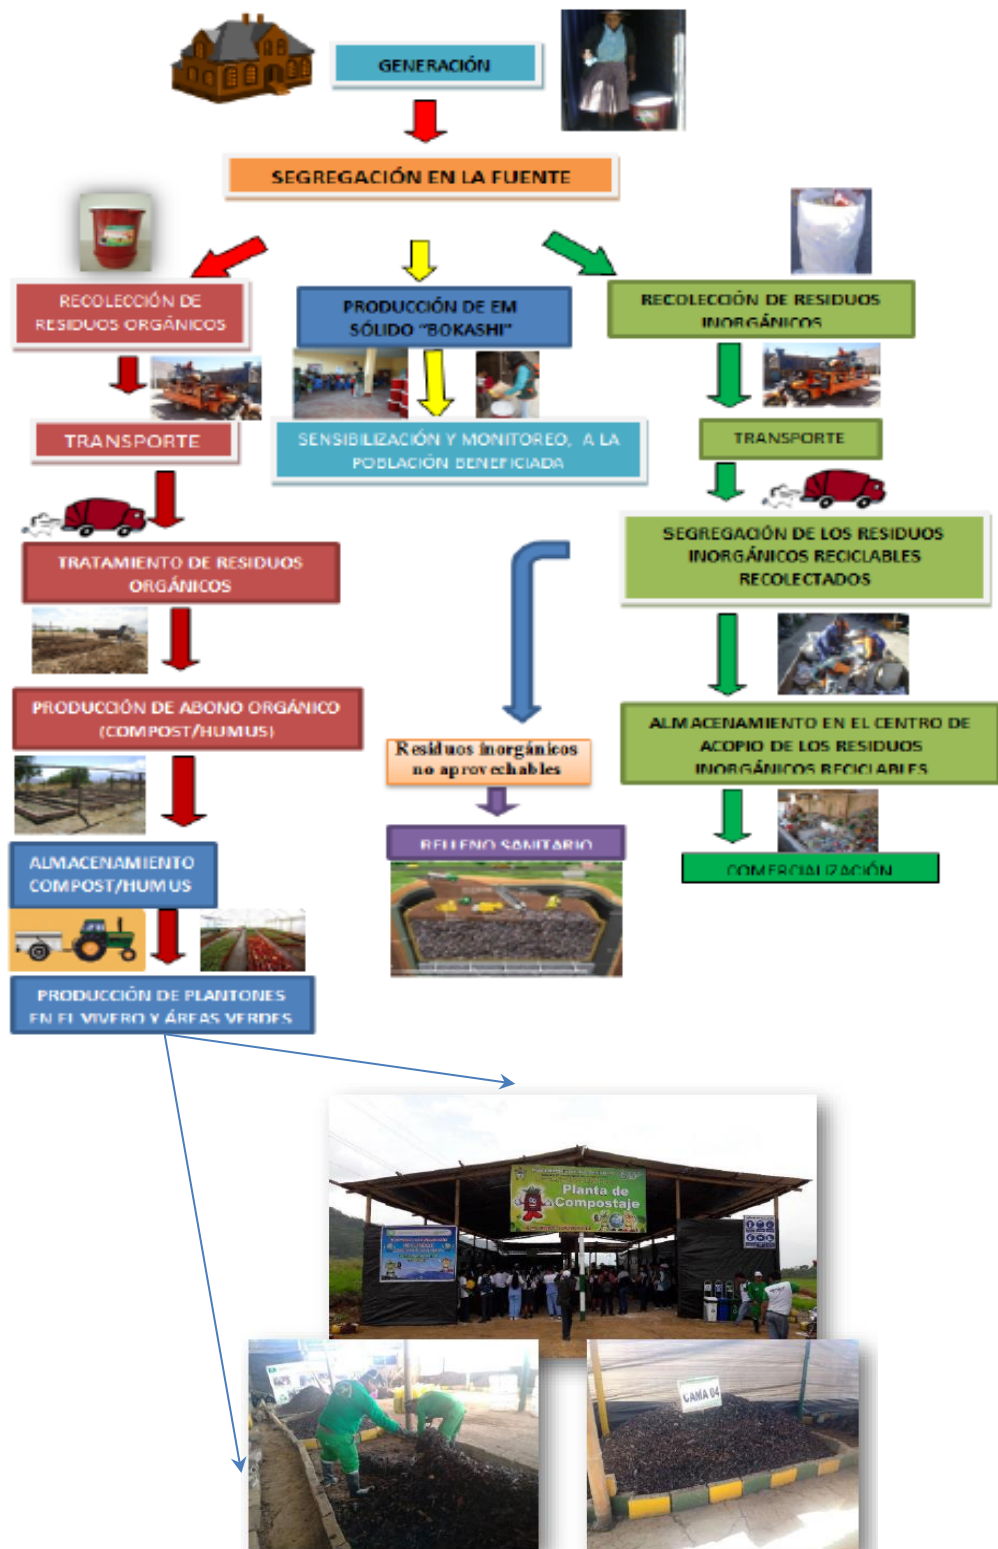 GENERACIÓN
SEGREGACIÓN EN LA FUENTE
RECOLECCIÓN DE
RESIDUOS ORGÁNICOS
PRODUCCIÓN DE EM
SÓLIDO "BOKASHI"
RECOLECCIÓN DE RESIDUOS
INORGÁNICOS
TRANSPORTE
SENSIBILIZACIÓN Y MONITOREO, A LA
POBLACIÓN BENEFICIADA
TRANSPORTE
TRATAMIENTO DE RESIDUOS
ORGÁNICOS
SEGREGACIÓN DE LOS RESIDUOS
INORGÁNICOS RECICLABLES
RECOLECTADOS
PRODUCCIÓN DE ABONO ORGÁNICO
(COMPOST/HUMUS)
Residuos inorgánicos
no aprovechables
ALMACENAMIENTO EN EL CENTRO DE
ACOPIO DE LOS RESIDUOS
INORGÁNICOS RECICLABLES
RELLENO SANITARIO
ALMACENAMIENTO
COMPOST/HUMUS
COMERCIALIZACIÓN
PRODUCCIÓN DE PLANTONES
EN EL VIVERO Y ÁREAS VERDES
Planta de
Compostaje
CAMA 04